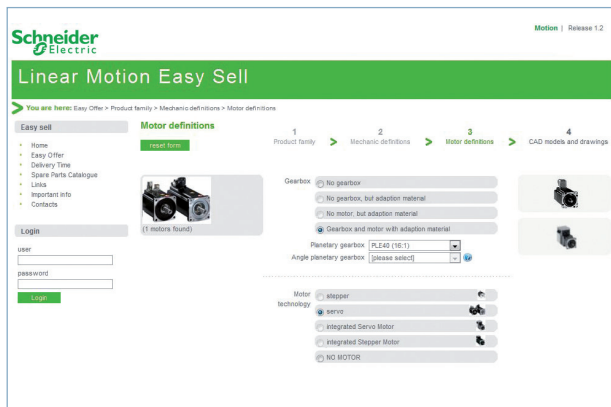 Schneider
Electric
Motion | Release 1.2
Linear Motion Easy Sell
You are here: Easy Offer > Product family > Mechanic definitions > Motor definitions
Easy sell
Home
Easy Offer
Delivery Time
Spare Parts Catalogue
Links
Important info
Contacts
Login
user
password
Login
Motor definitions
reset form
(1 motors found)
1
Product family
2
Mechanic definitions
3
Motor definitions
4
CAD models and drawings
Gearbox
No gearbox
No gearbox, but adaption material
No motor, but adaption material
Gearbox and motor with adaption material
Planetary gearbox PLE40 (16:1)
Angle planetary gearbox [please select]
Motor
technology
stepper
servo
integrated Servo Motor
integrated Stepper Motor
NO MOTOR